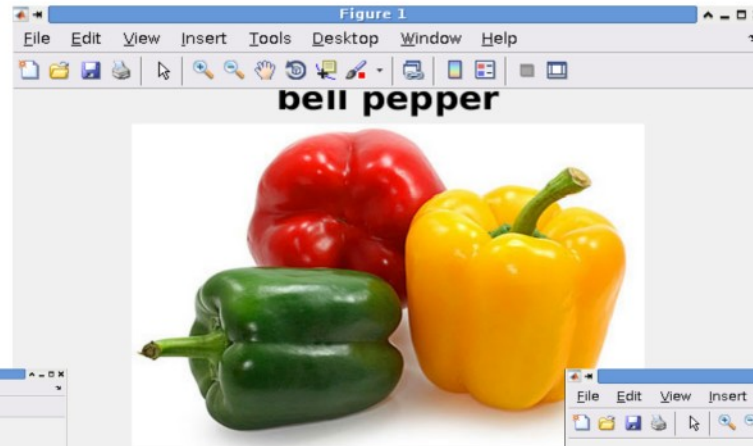 Figure 1
File Edit View Insert Tools Desktop Window Help
bell pepper
File Edit View Insert